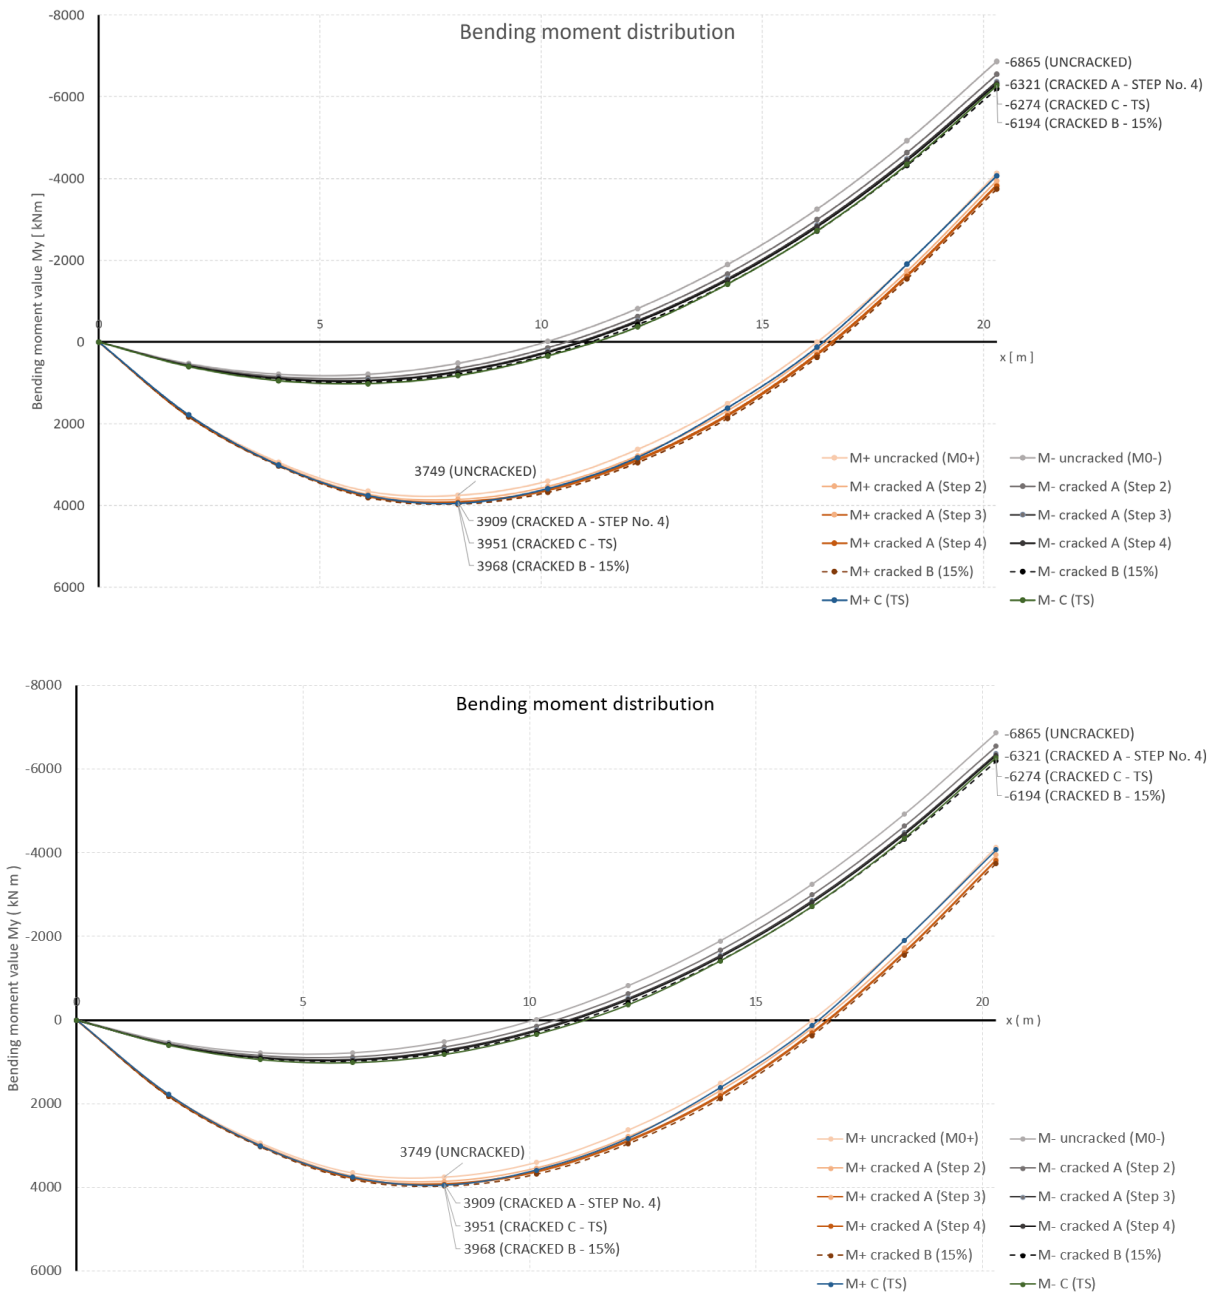 -8000
Bending moment distribution
-6865 (UNCRACKED)
-6321 (CRACKED A - STEP No. 4)
-6000
-6274 (CRACKED C - TS)
-6194 (CRACKED B - 15%)
-4000
Bending moment value My [ kNm ]
-2000
0 5 10 15 20
0
x [ m ]
2000
3749 (UNCRACKED)
4000
3909 (CRACKED A - STEP No. 4)
3951 (CRACKED C - TS)
3968 (CRACKED B - 15%)
6000
M+ uncracked (M0+) M- uncracked (M0-)
M+ cracked A (Step 2) M- cracked A (Step 2)
M+ cracked A (Step 3) M- cracked A (Step 3)
M+ cracked A (Step 4) M- cracked A (Step 4)
M+ cracked B (15%) M- cracked B (15%)
M+ C (TS) M- C (TS)
-8000
Bending moment distribution
-6865 (UNCRACKED)
-6321 (CRACKED A - STEP No. 4)
-6000
-6274 (CRACKED C - TS)
-6194 (CRACKED B - 15%)
-4000
Bending moment value My ( kN m )
-2000
0 5 10 15 20
0
x ( m )
2000
3749 (UNCRACKED)
4000
3909 (CRACKED A - STEP No. 4)
3951 (CRACKED C - TS)
3968 (CRACKED B - 15%)
6000
M+ uncracked (M0+) M- uncracked (M0-)
M+ cracked A (Step 2) M- cracked A (Step 2)
M+ cracked A (Step 3) M- cracked A (Step 3)
M+ cracked A (Step 4) M- cracked A (Step 4)
M+ cracked B (15%) M- cracked B (15%)
M+ C (TS) M- C (TS)